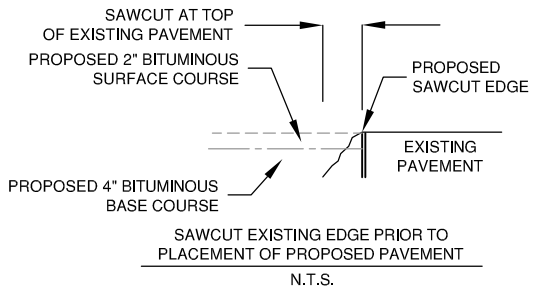 SAWCUT AT TOP
OF EXISTING PAVEMENT
PROPOSED 2" BITUMINOUS
SURFACE COURSE
PROPOSED
SAWCUT EDGE
EXISTING
PAVEMENT
PROPOSED 4" BITUMINOUS
BASE COURSE
SAWCUT EXISTING EDGE PRIOR TO
PLACEMENT OF PROPOSED PAVEMENT
N.T.S.